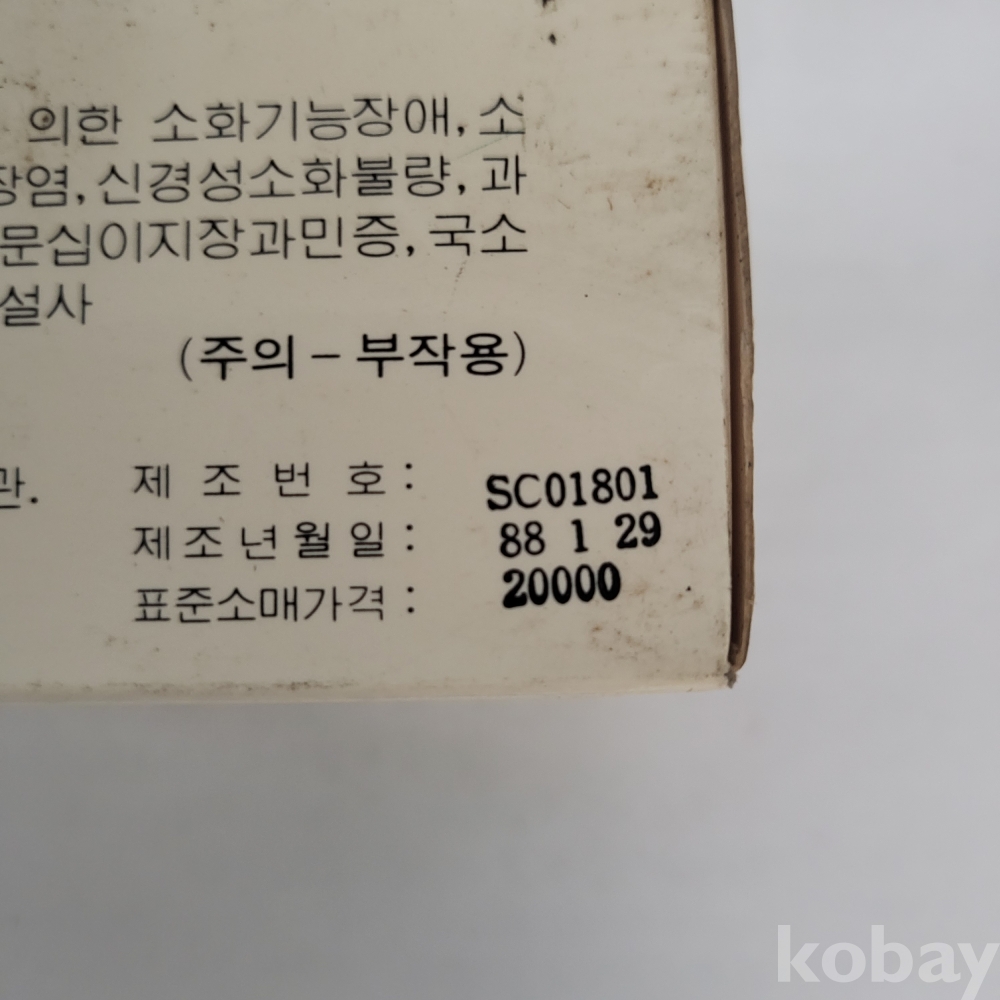 의한 소화기능장애, 소
장염, 신경성소화불량, 과
문십이지장과민증, 국소
설사
(주의 – 부작용)
관.
제 조 번 호 : SC01801
제조년월일 : 88 1 29
표준소매가격 : 20000
kobay